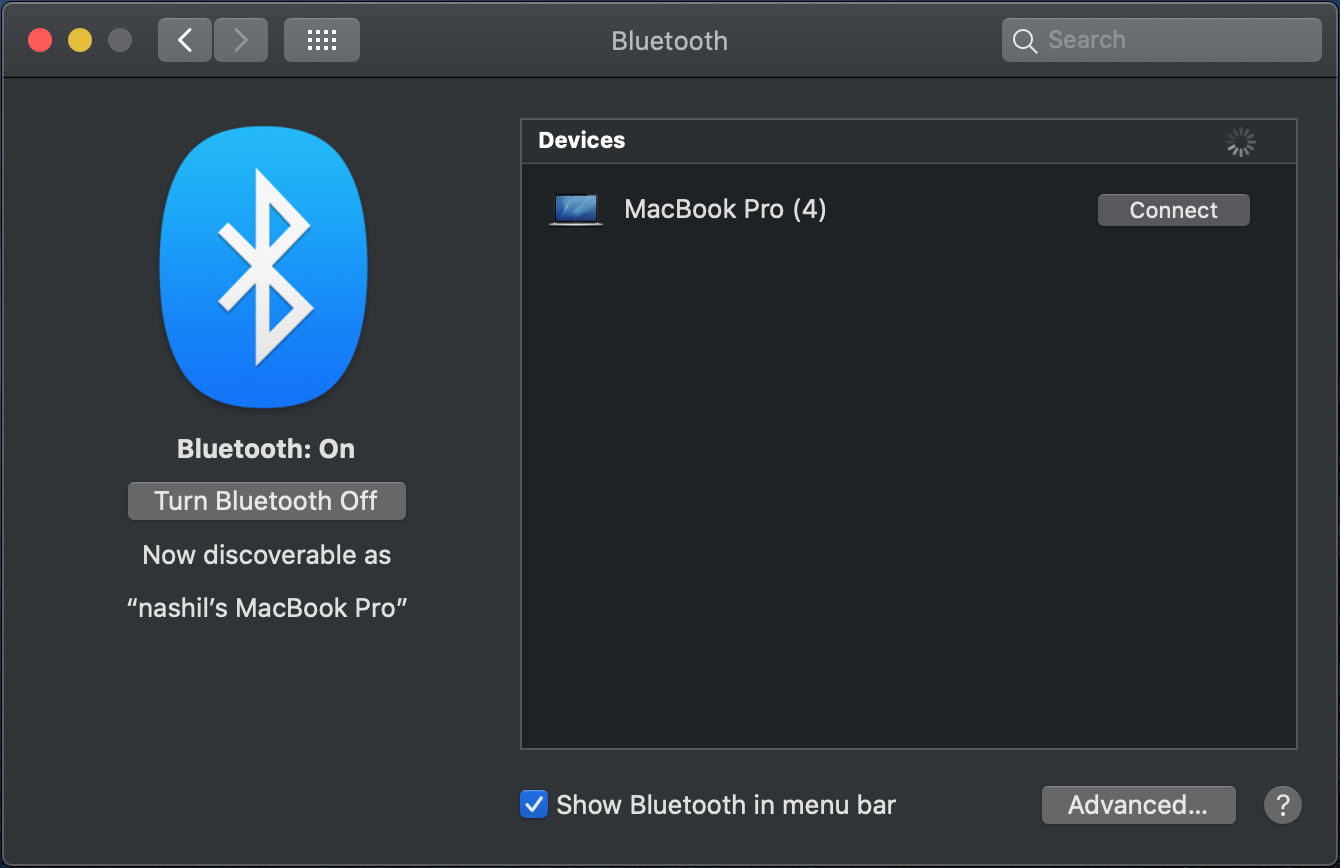 Bluetooth
Search
Devices
MacBook Pro (4)
Connect
Bluetooth: On
Turn Bluetooth Off
Now discoverable as
“nashil’s MacBook Pro”
Show Bluetooth in menu bar
Advanced...
?